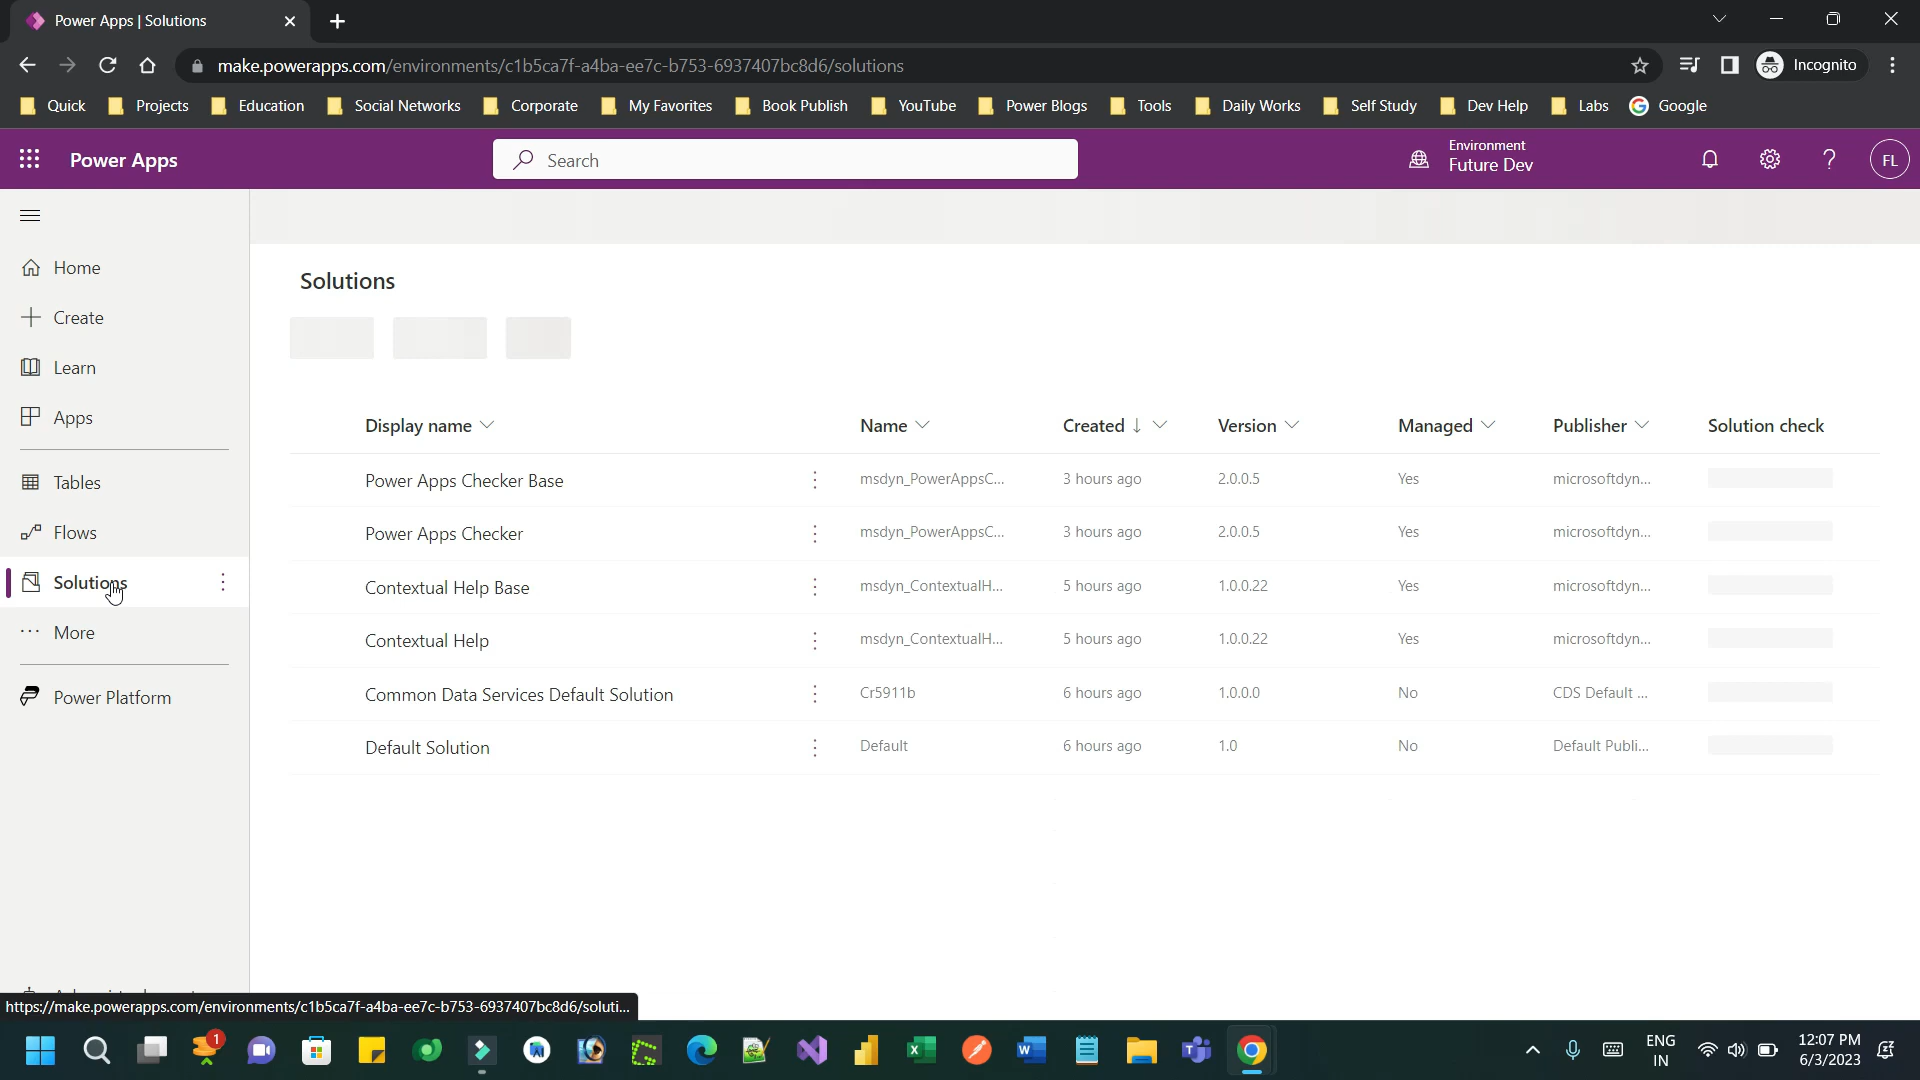 Power Apps | Solutions
make.powerapps.com/environments/c1b5ca7f-a4ba-ee7c-b753-6937407bc8d6/solutions
Incognito
Quick Projects Education Social Networks Corporate My Favorites Book Publish YouTube Power Blogs Tools Daily Works Self Study Dev Help Labs Google
Power Apps
Search
Environment
Future Dev
FL
Home
Create
Learn
Apps
Tables
Flows
Solutions
More
Power Platform
Solutions
Display name Name Created Version Managed Publisher Solution check
Power Apps Checker Base msdyn_PowerAppsC... 3 hours ago 2.0.0.5 Yes microsoftdyn...
Power Apps Checker msdyn_PowerAppsC... 3 hours ago 2.0.0.5 Yes microsoftdyn...
Contextual Help Base msdyn_ContextualH... 5 hours ago 1.0.0.22 Yes microsoftdyn...
Contextual Help msdyn_ContextualH... 5 hours ago 1.0.0.22 Yes microsoftdyn...
Common Data Services Default Solution Cr5911b 6 hours ago 1.0.0.0 No CDS Default ...
Default Solution Default 6 hours ago 1.0 No Default Publi...
https://make.powerapps.com/environments/c1b5ca7f-a4ba-ee7c-b753-6937407bc8d6/soluti...
1
ENG
IN
12:07 PM
6/3/2023